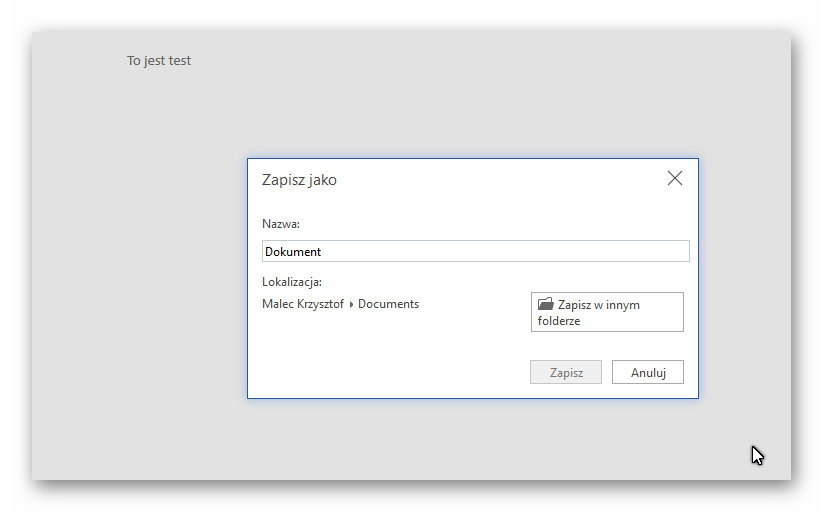 To jest test
Zapisz jako
Nazwa:
Dokument
Lokalizacja:
Malec Krzysztof ▸ Documents
Zapisz w innym
folderze
Zapisz
Anuluj